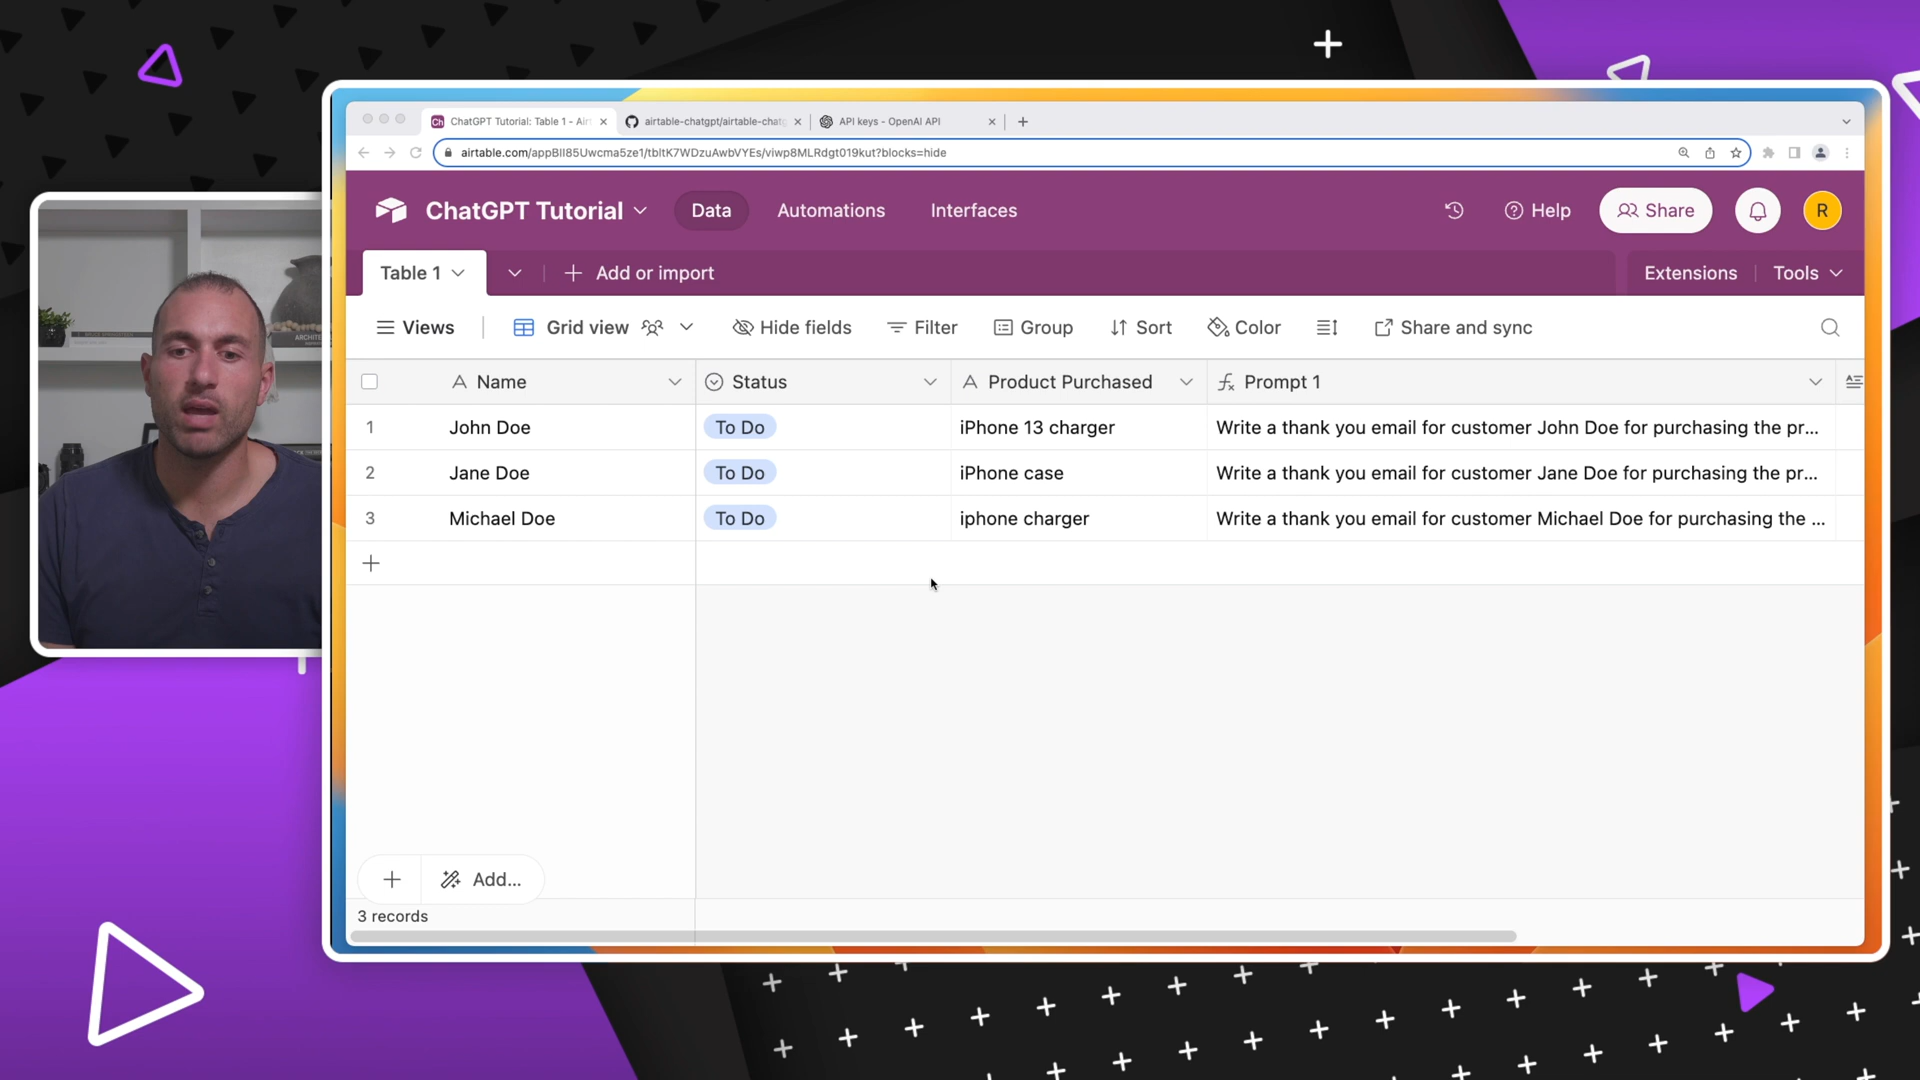 Ch ChatGPT Tutorial: Table 1 - Air
airtable-chatgpt/airtable-chatg
API keys - OpenAI API
airtable.com/appBII85Uwcma5ze1/tbltK7WDzuAwbVYEs/viwp8MLRdgt019kut?blocks=hide
ChatGPT Tutorial
Data
Automations
Interfaces
Help
Share
R
Table 1
Add or import
Extensions
Tools
Views
Grid view
Hide fields
Filter
Group
Sort
Color
Share and sync
Name
Status
Product Purchased
Prompt 1
1 John Doe To Do iPhone 13 charger Write a thank you email for customer John Doe for purchasing the pr...
2 Jane Doe To Do iPhone case Write a thank you email for customer Jane Doe for purchasing the pr...
3 Michael Doe To Do iphone charger Write a thank you email for customer Michael Doe for purchasing the ...
Add...
3 records